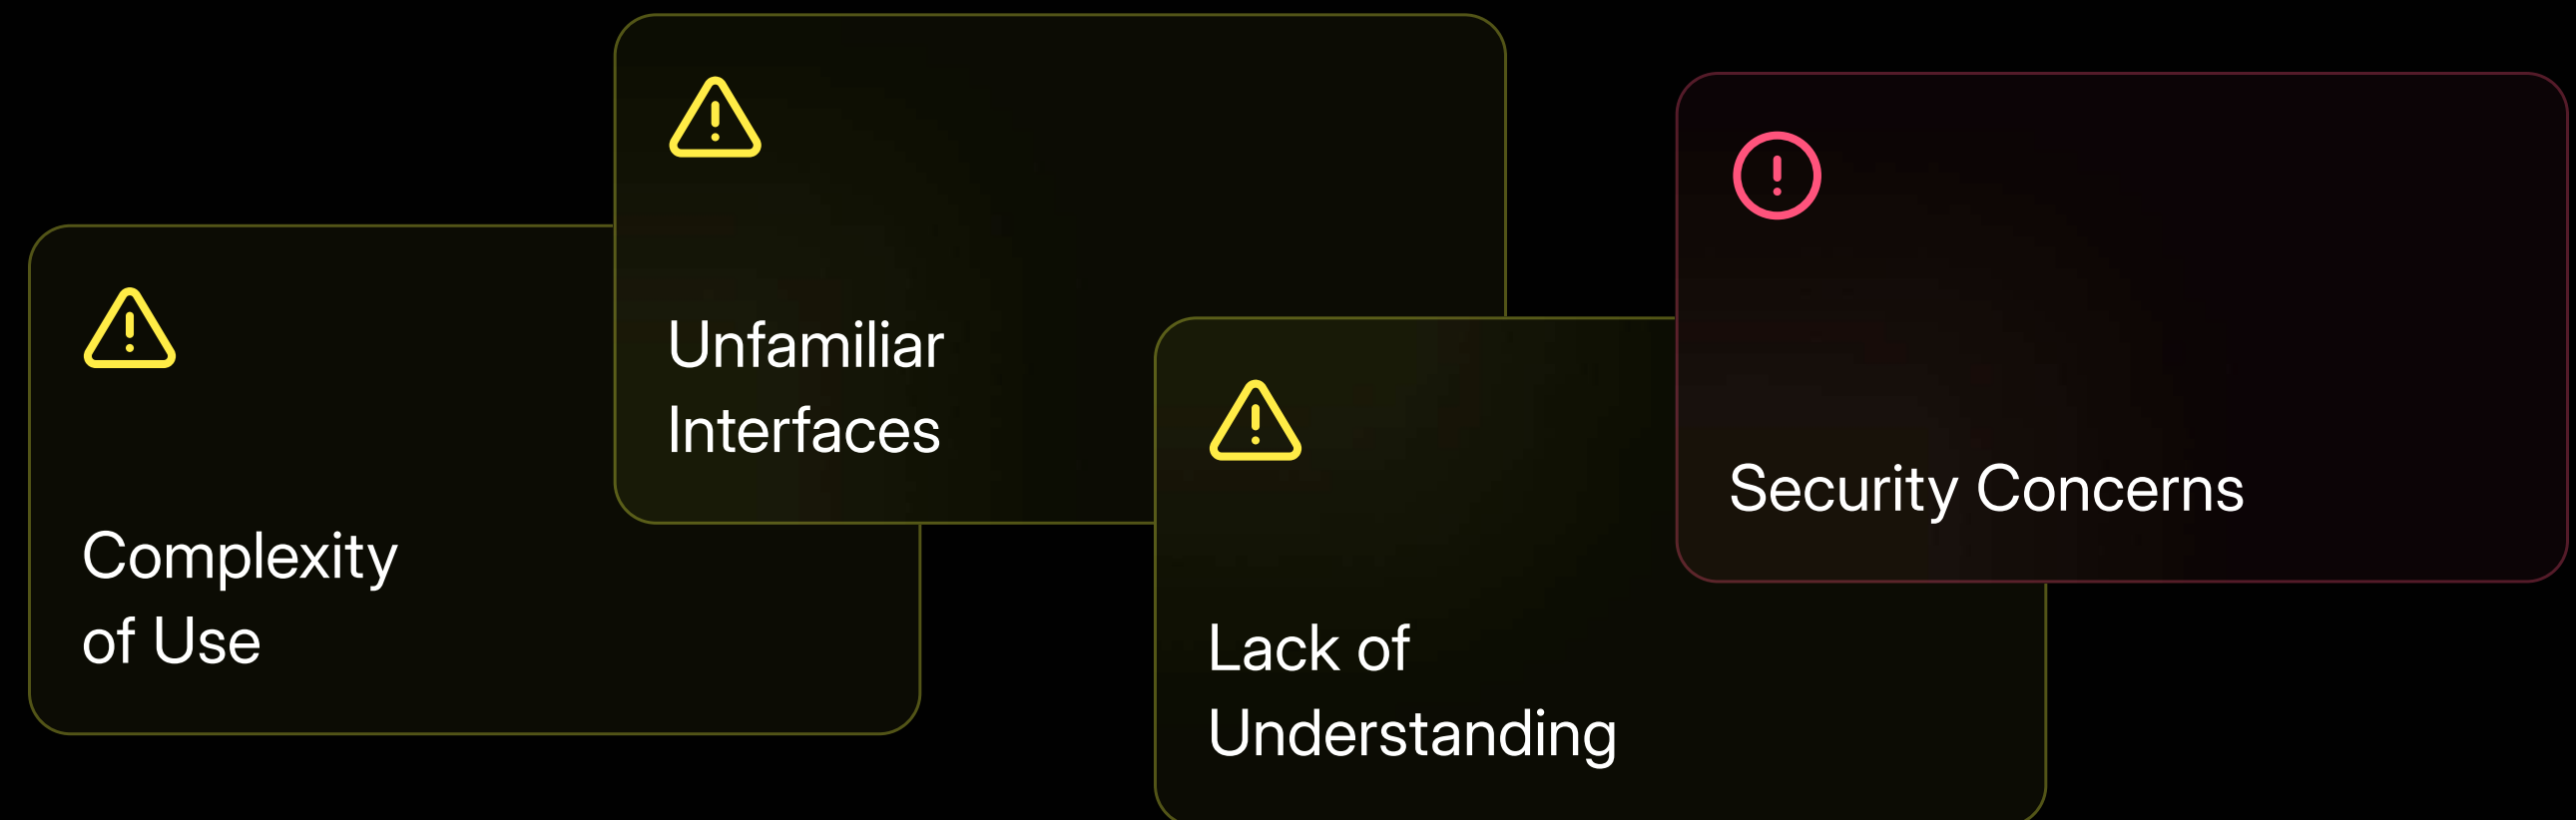 Complexity
of Use
Unfamiliar
Interfaces
Lack of
Understanding
Security Concerns